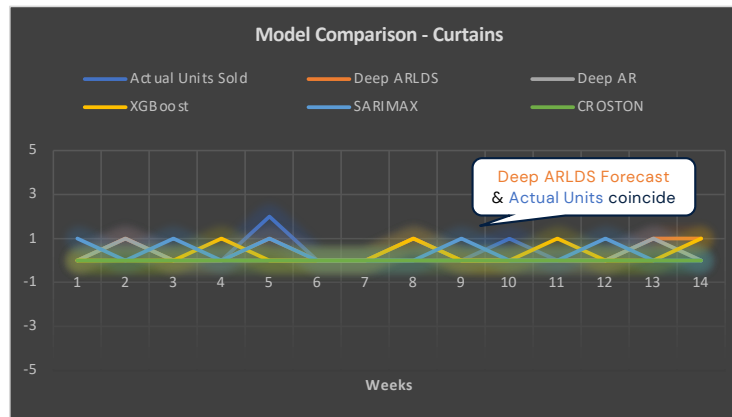 Model Comparison - Curtains
Actual Units Sold Deep ARLDS Deep AR
XGBoost SARIMAX CROSTON
5
3
1
-1
-3
-5
Deep ARLDS Forecast
& Actual Units coincide
1 2 3 4 5 6 7 8 9 10 11 12 13 14
Weeks